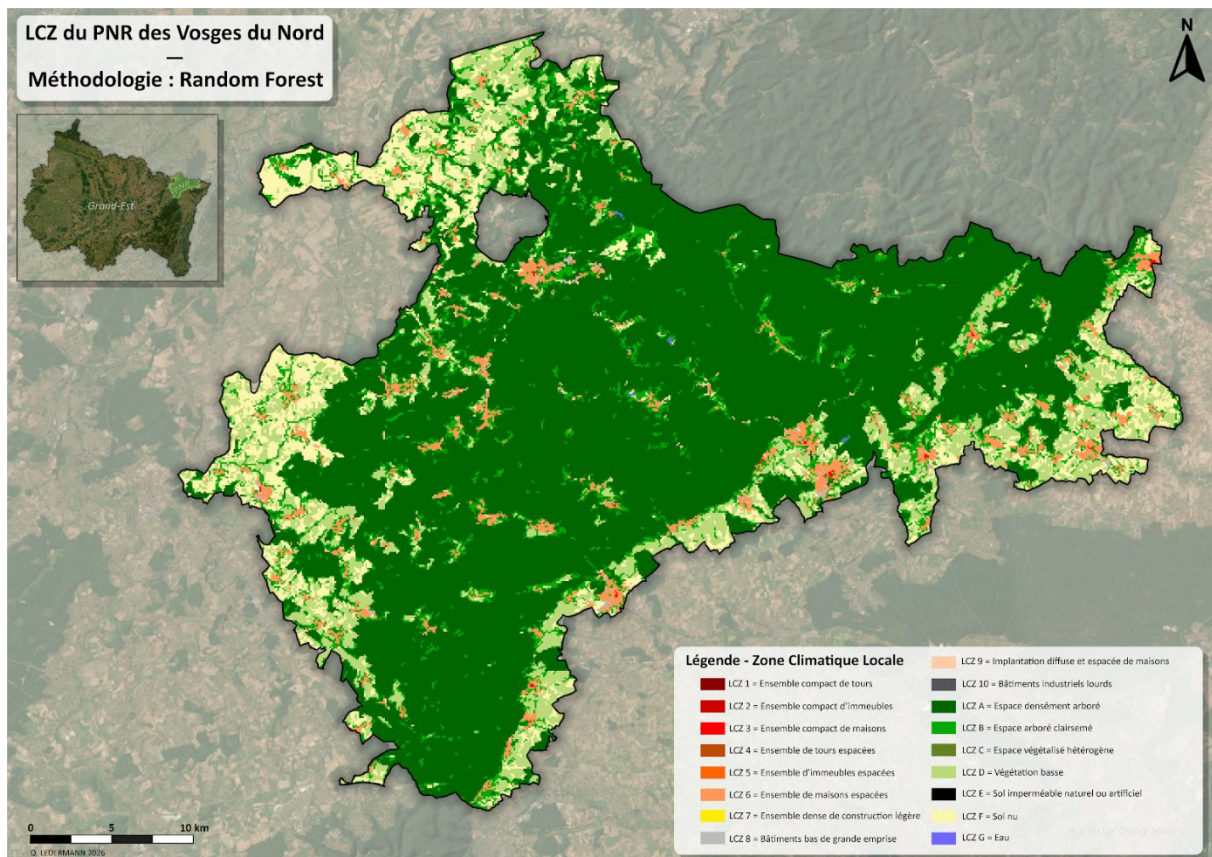 LCZ du PNR des Vosges du Nord
—
Méthodologie : Random Forest
N
Grand-Est
Légende - Zone Climatique Locale
LCZ 1 = Ensemble compact de tours
LCZ 2 = Ensemble compact d'immeubles
LCZ 3 = Ensemble compact de maisons
LCZ 4 = Ensemble de tours espacées
LCZ 5 = Ensemble d'immeubles espacées
LCZ 6 = Ensemble de maisons espacées
LCZ 7 = Ensemble dense de construction légère
LCZ 8 = Bâtiments bas de grande emprise
LCZ 9 = Implantation diffuse et espacée de maisons
LCZ 10 = Bâtiments industriels lourds
LCZ A = Espace densément arboré
LCZ B = Espace arboré clairsemé
LCZ C = Espace végétalisé hétérogène
LCZ D = Végétation basse
LCZ E = Sol imperméable naturel ou artificiel
LCZ F = Sol nu
LCZ G = Eau
0 5 10 km
Q. LEDERMANN 2026